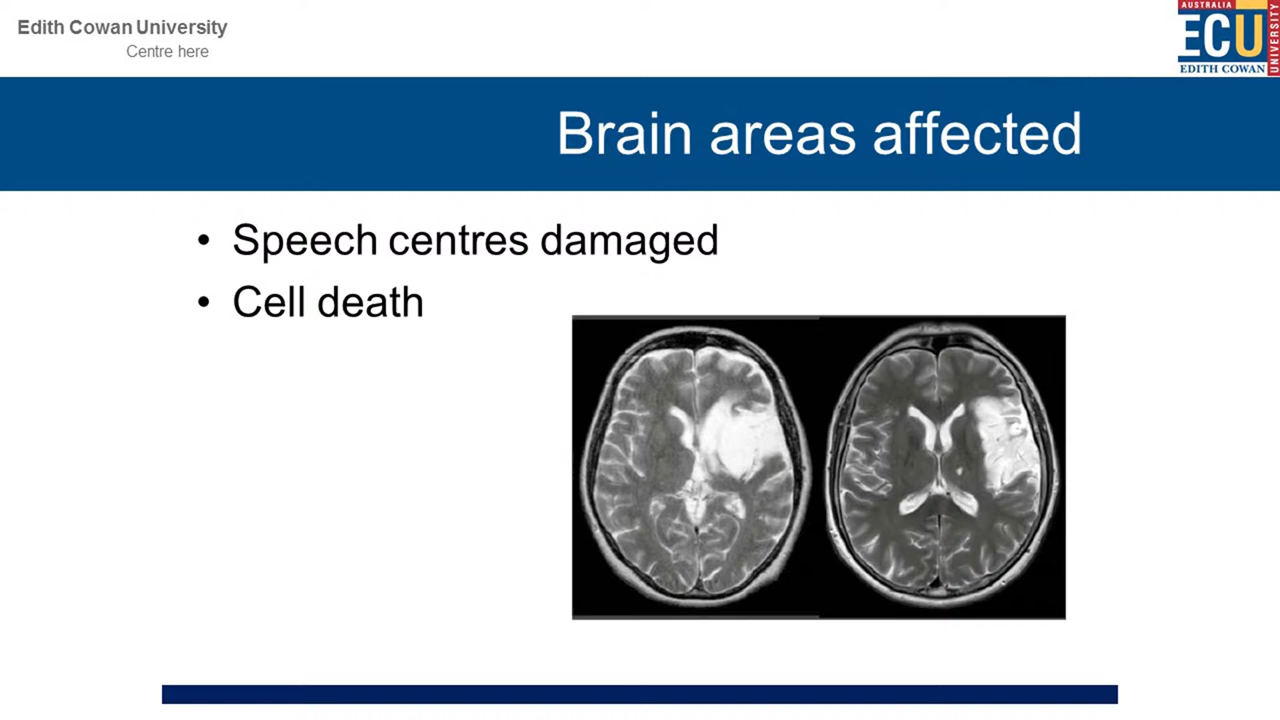 Edith Cowan University
Centre here
AUSTRALIA
ECU
EDITH COWAN
UNIVERSITY
Brain areas affected
• Speech centres damaged
• Cell death